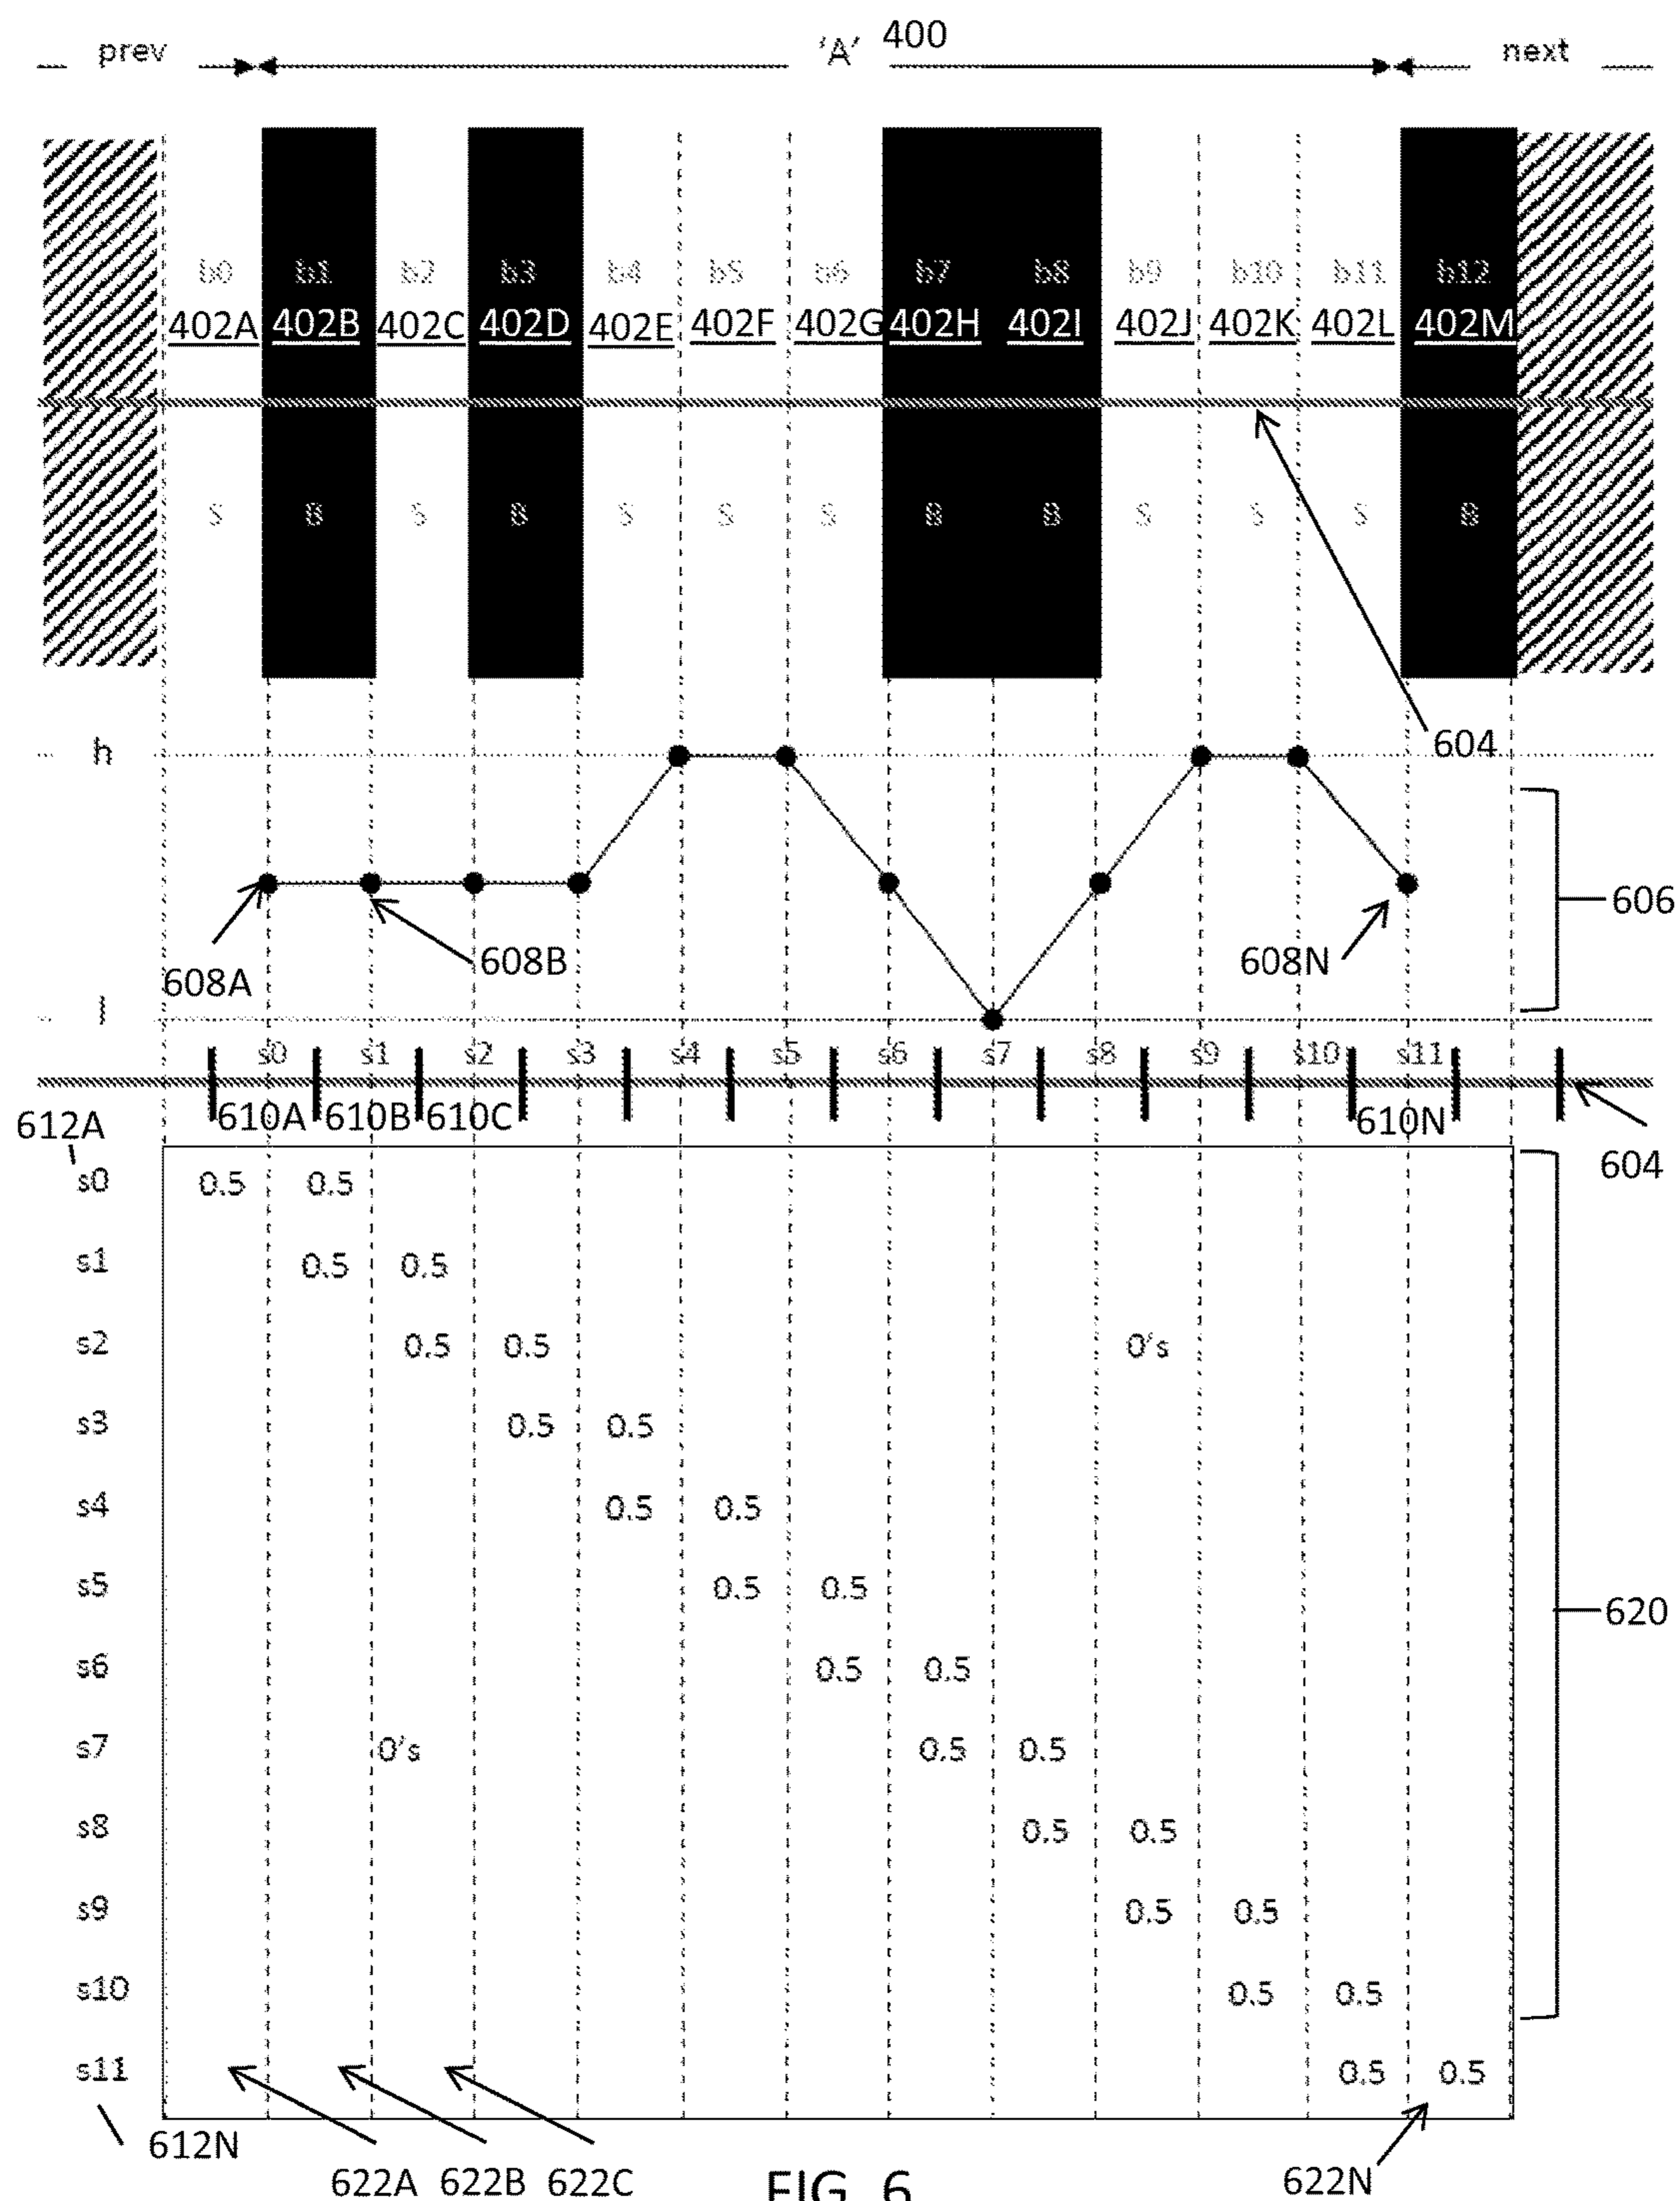 prev 'A' 400 next
b0 b1 b2 b3 b4 b5 b6 b7 b8 b9 b10 b11 b12
402A 402B 402C 402D 402E 402F 402G 402H 402I 402J 402K 402L 402M
S B S B S S S B B S S S B
h
604
606
608A 608B 608N
l
s0 s1 s2 s3 s4 s5 s6 s7 s8 s9 s10 s11
610A 610B 610C 610N
612A
604
s0 0.5 0.5
s1 0.5 0.5
s2 0.5 0.5 0's
s3 0.5 0.5
s4 0.5 0.5
s5 0.5 0.5
620
s6 0.5 0.5
s7 0's 0.5 0.5
s8 0.5 0.5
s9 0.5 0.5
s10 0.5 0.5
s11 0.5 0.5
612N
622A 622B 622C 622N
FIG. 6